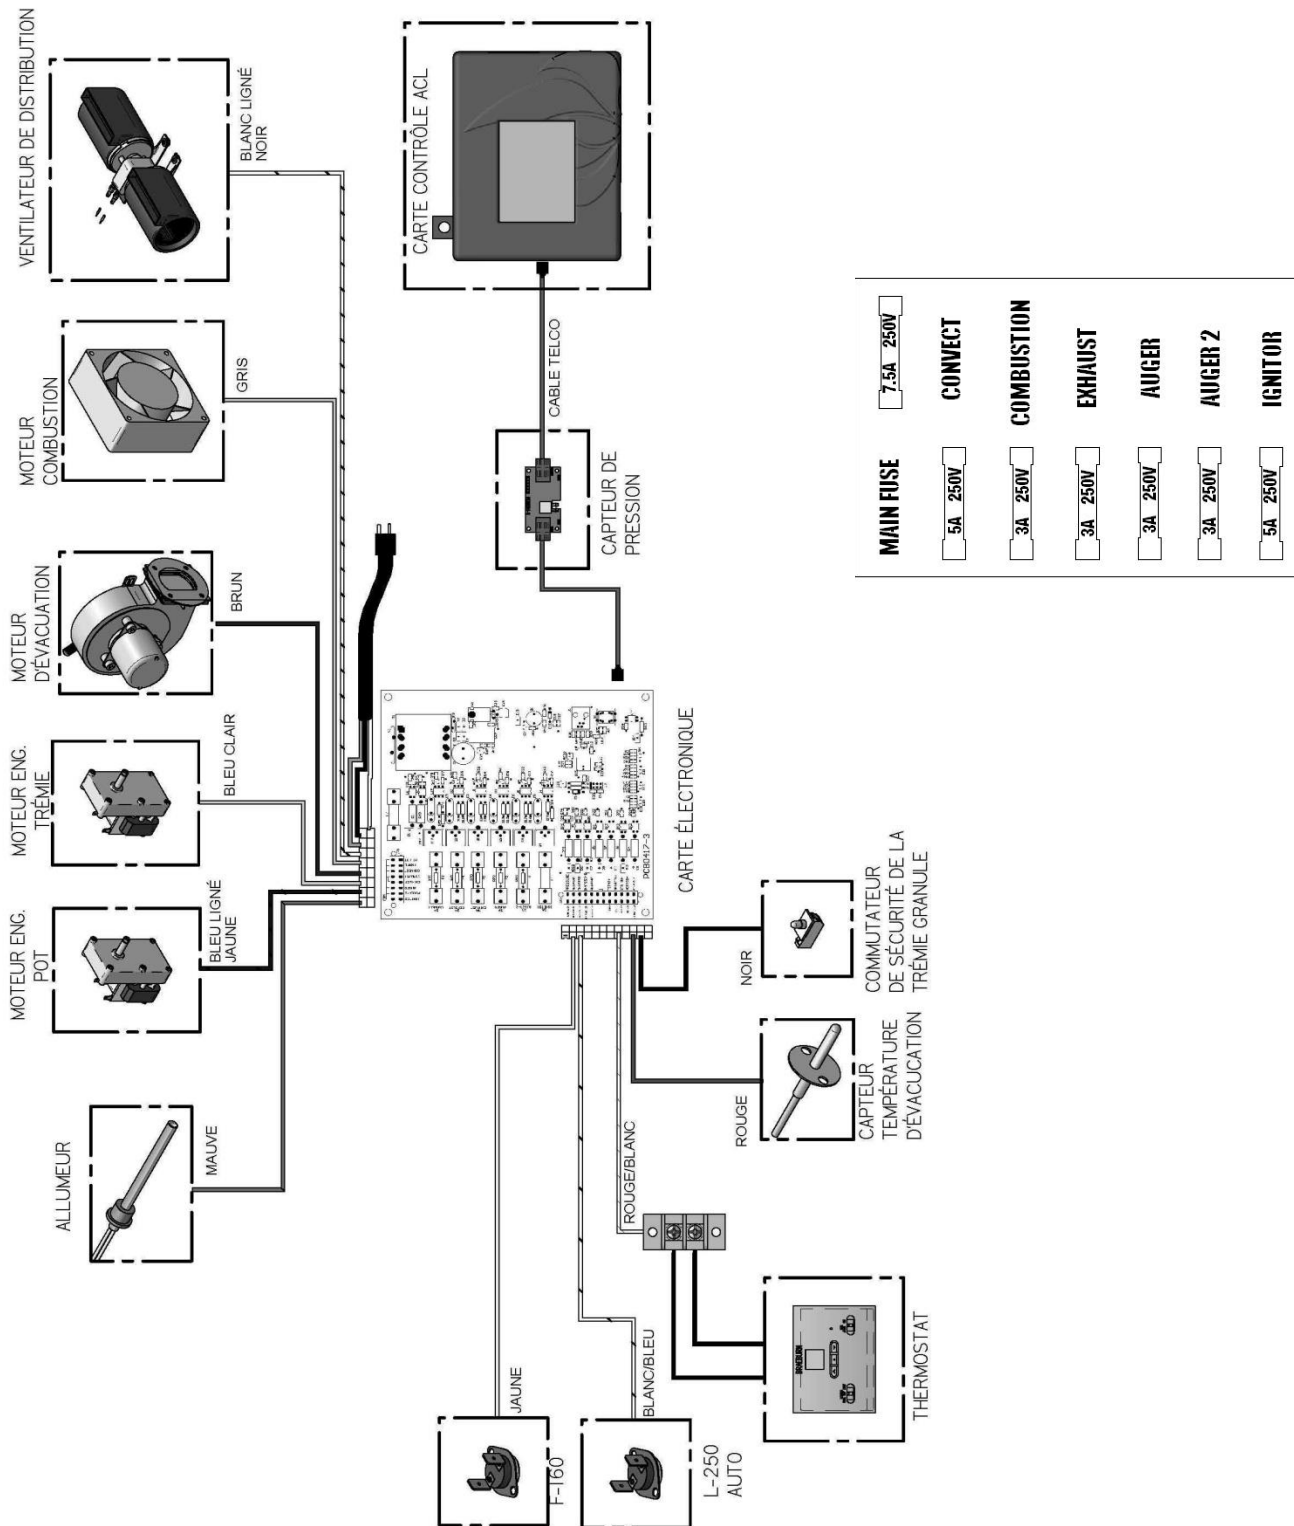 VENTILATEUR DE DISTRIBUTION
BLANC LIGNÉ
NOIR
MOTEUR
COMBUSTION
GRIS
MOTEUR
D'ÉVACUATION
BRUN
MOTEUR ENG.
TRÉMIE
BLEU CLAIR
MOTEUR ENG.
POT
BLEU LIGNÉ
JAUNE
ALLUMEUR
MAUVE
CARTE CONTRÔLE ACL
CABLE TELCO
CAPTEUR DE
PRESSION
CARTE ÉLECTRONIQUE
PCB0417-3
COMMUTATEUR
DE SÉCURITÉ DE LA
TRÉMIE GRANULE
NOIR
CAPTEUR
TEMPÉRATURE
D'ÉVACUCATION
ROUGE
ROUGE/BLANC
THERMOSTAT
JAUNE
F-160
BLANC/BLEU
L-250
AUTO
MAIN FUSE 7.5A 250V
5A 250V CONVECT
3A 250V COMBUSTION
3A 250V EXHAUST
3A 250V AUGER
3A 250V AUGER 2
5A 250V IGNITOR